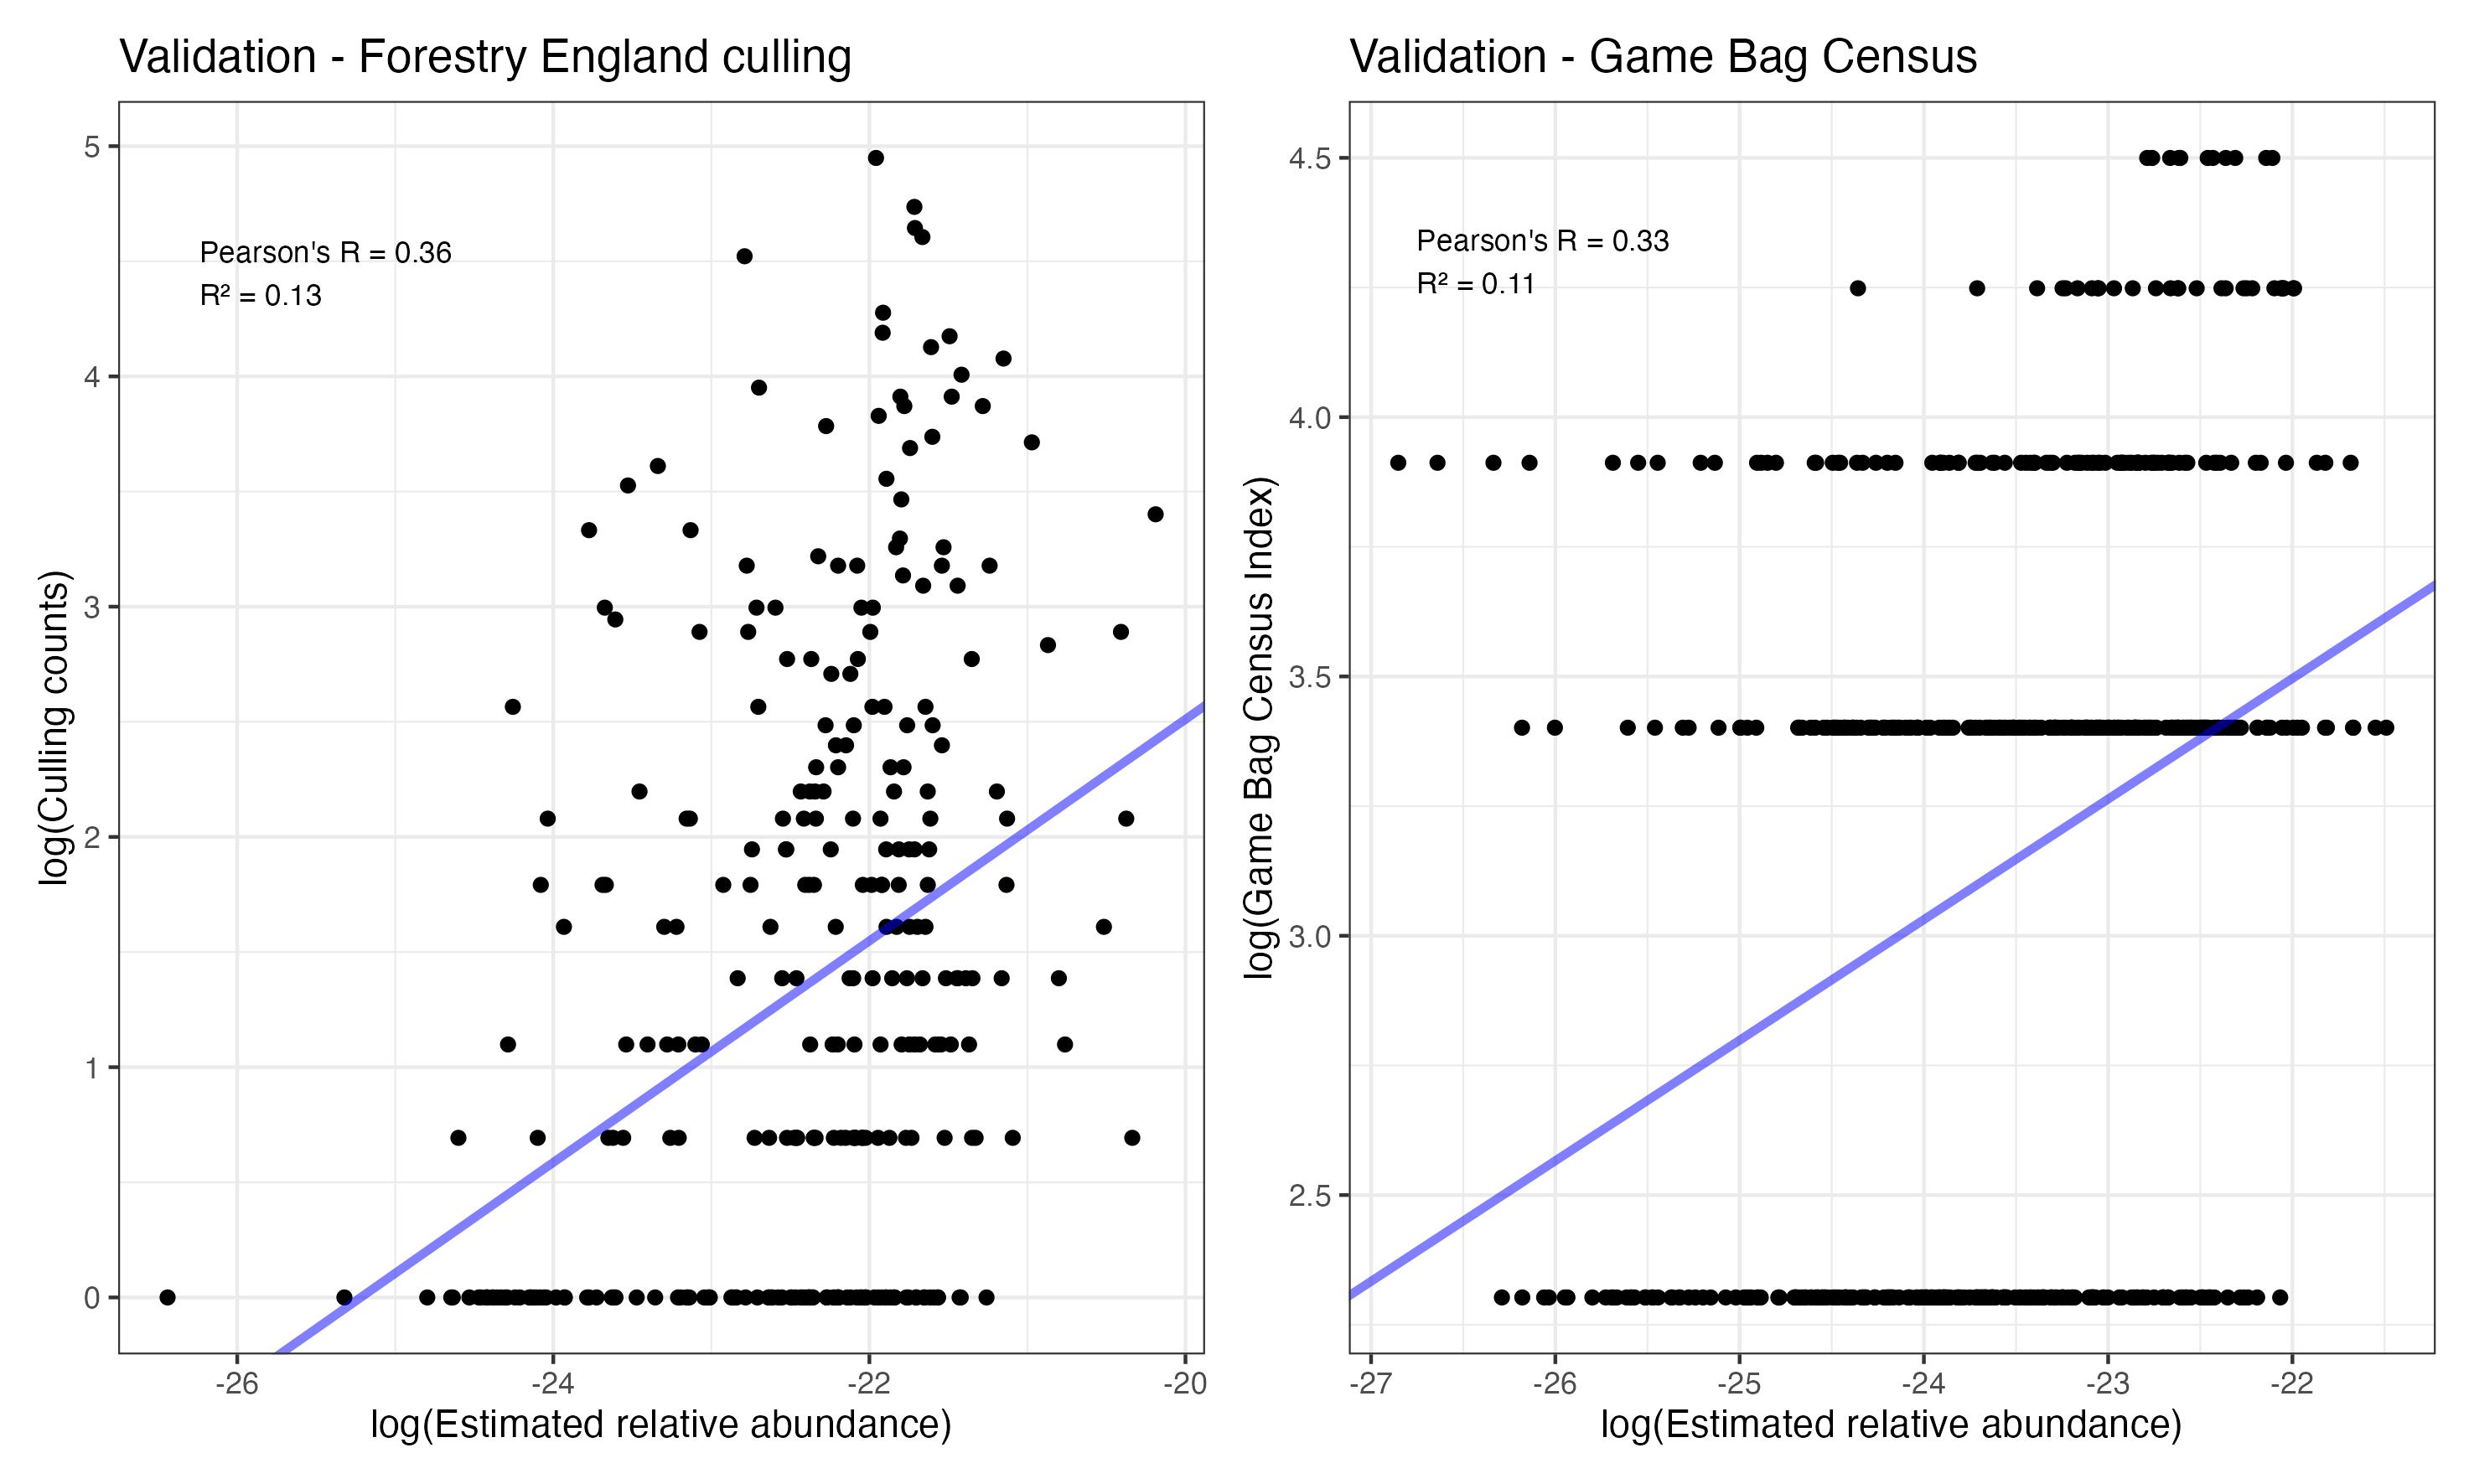 Validation - Forestry England culling
Pearson's R = 0.36
R² = 0.13
log(Culling counts)
5
4
3
2
1
0
-26
-24
-22
-20
log(Estimated relative abundance)
Validation - Game Bag Census
Pearson's R = 0.33
R² = 0.11
log(Game Bag Census Index)
4.5
4.0
3.5
3.0
2.5
-27
-26
-25
-24
-23
-22
log(Estimated relative abundance)